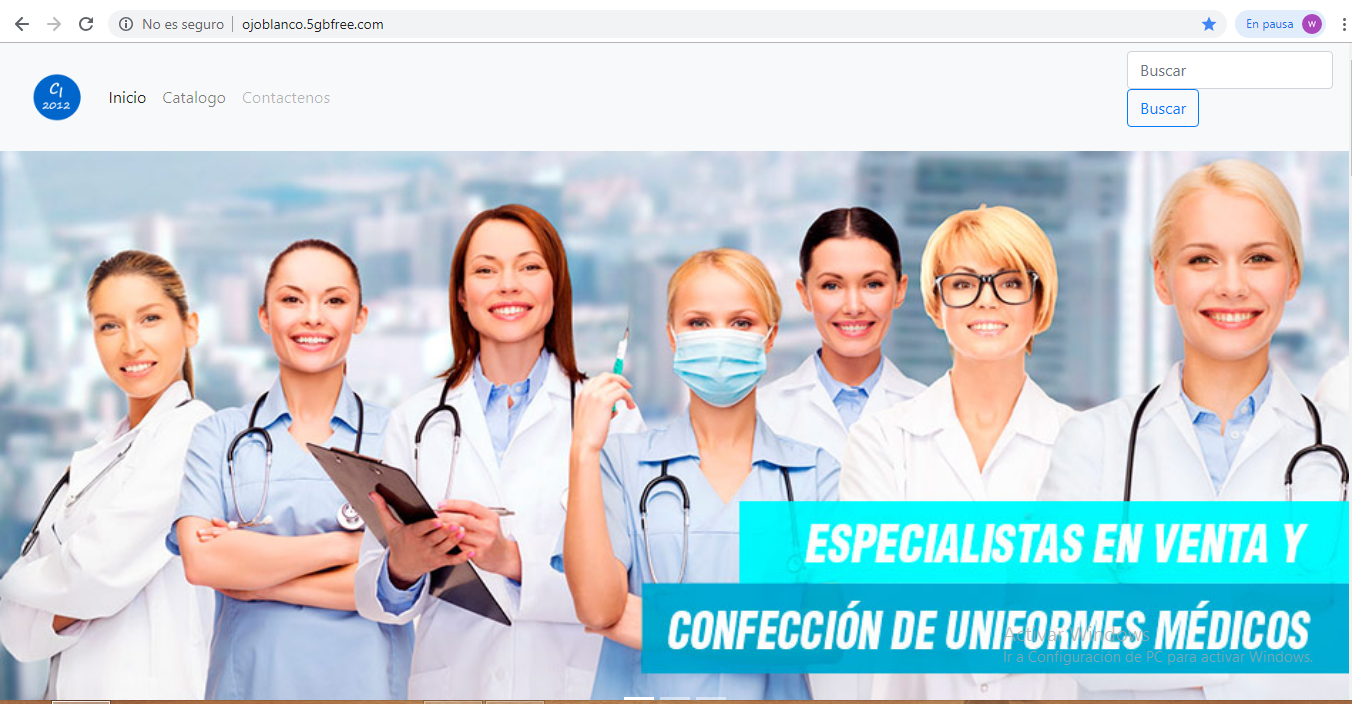 No es seguro | ojoblanco.5gbfree.com
En pausa
w
CI
2012
Inicio
Catalogo
Contactenos
Buscar
Buscar
ESPECIALISTAS EN VENTA Y
CONFECCIÓN DE UNIFORMES MÉDICOS
Activar Windows
Ir a Configuración de PC para activar Windows.